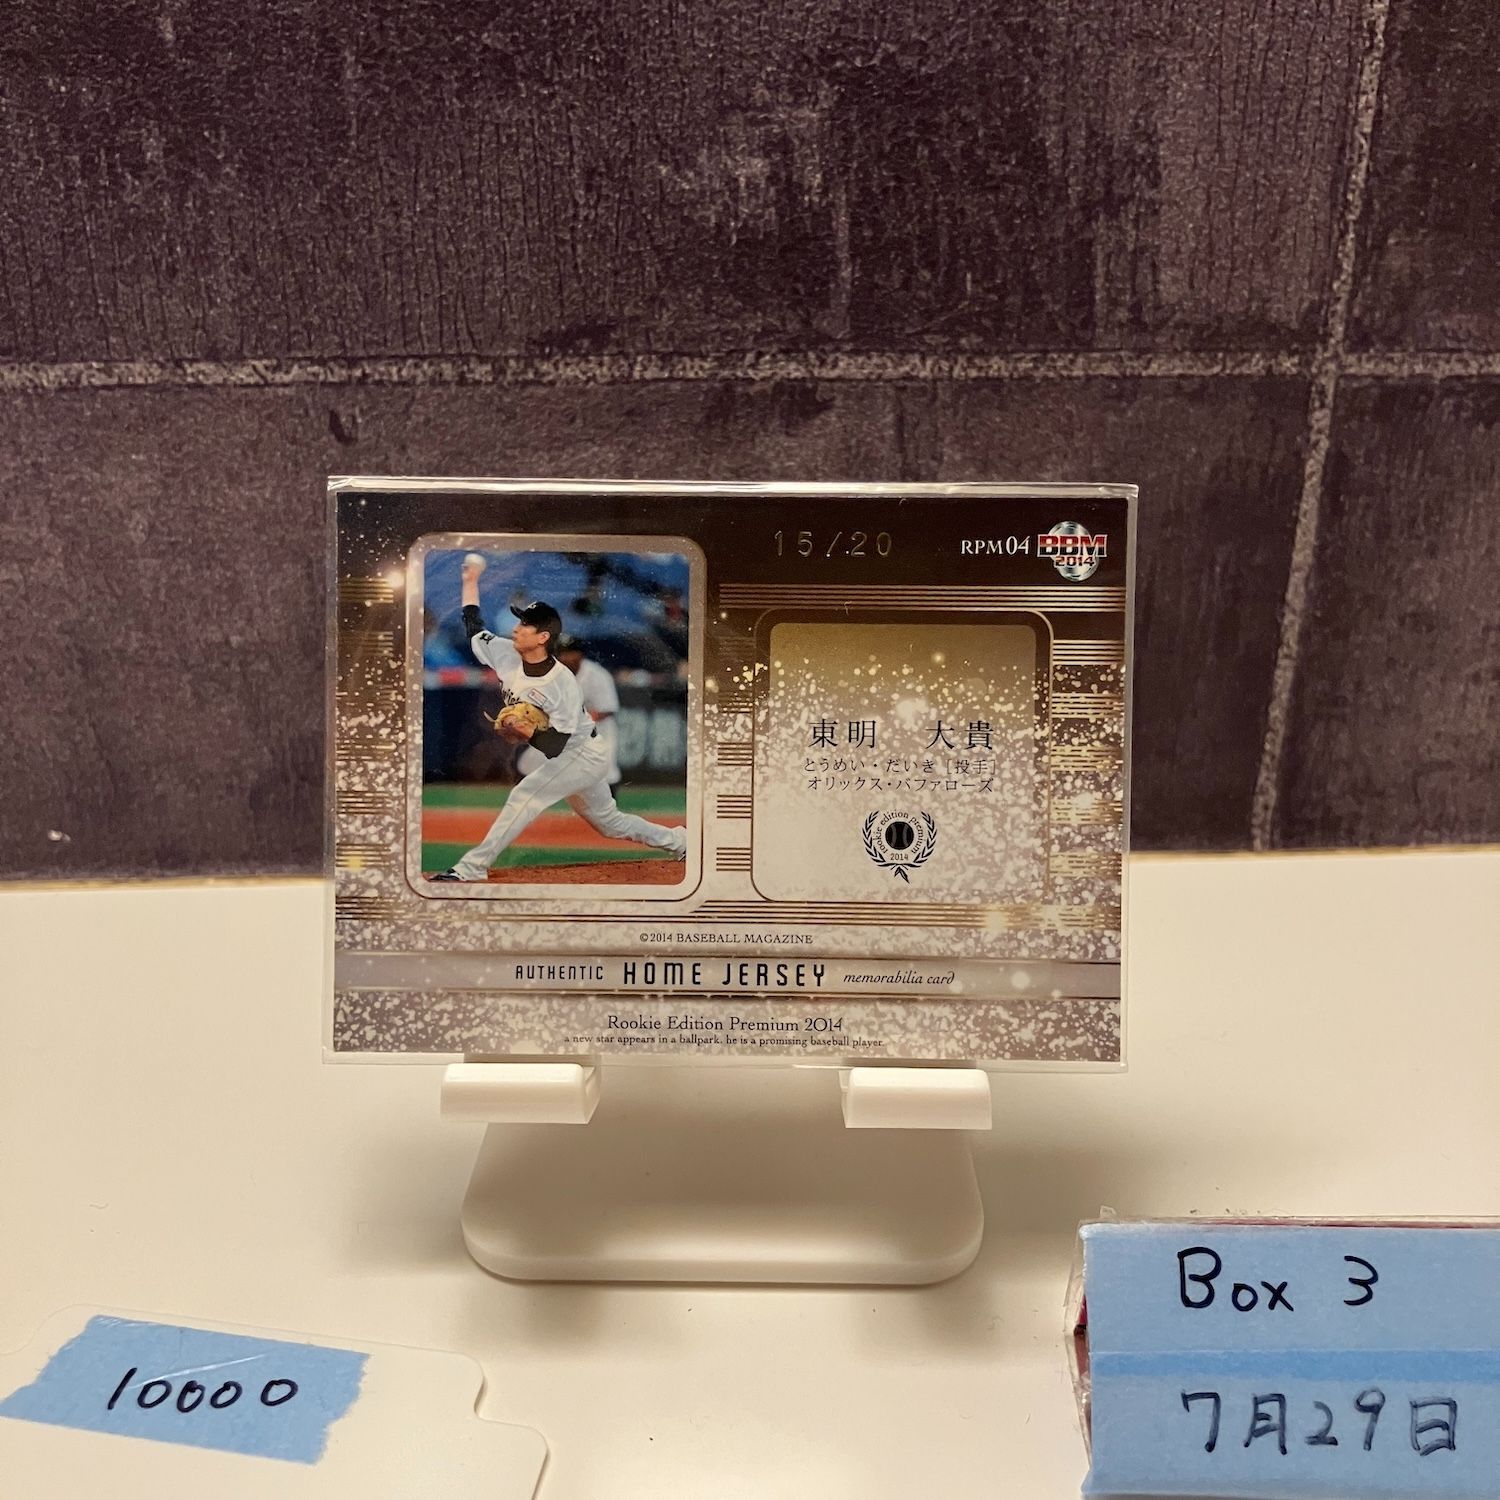 15/20
RPM04 BBM 2014
東明 大貴
とうめい・だいき [投手]
オリックス・バファローズ
rookie edition premium
2014
©2014 BASEBALL MAGAZINE
AUTHENTIC HOME JERSEY memorabilia card
Rookie Edition Premium 2014
a new star appears in a ballpark. he is a promising baseball player.
Box 3
10000
7月29日